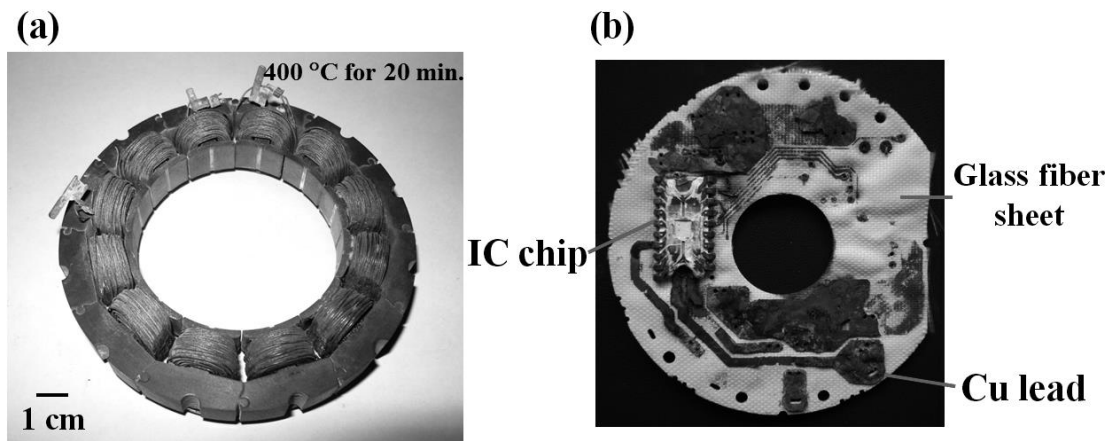 (a)
400 °C for 20 min.
1 cm
(b)
IC chip
Glass fiber
sheet
Cu lead